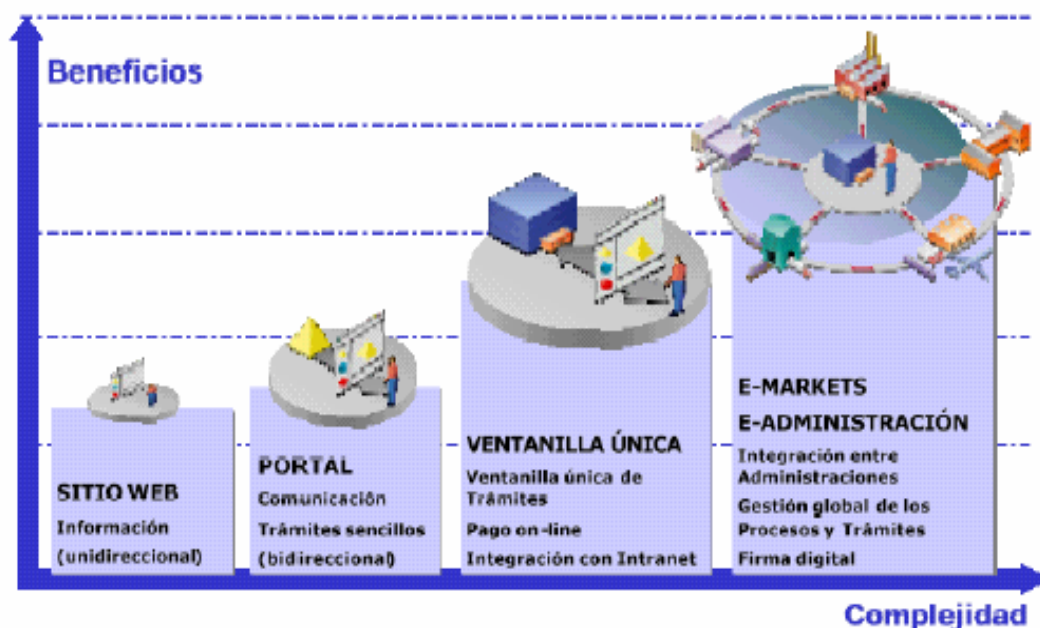 Beneficios
SITIO WEB
Información
(unidireccional)
PORTAL
Comunicación
Trámites sencillos
(bidireccional)
VENTANILLA ÚNICA
Ventanilla única de
Trámites
Pago on-line
Integración con Intranet
E-MARKETS
E-ADMINISTRACIÓN
Integración entre
Administraciones
Gestión global de los
Procesos y Trámites
Firma digital
Complejidad